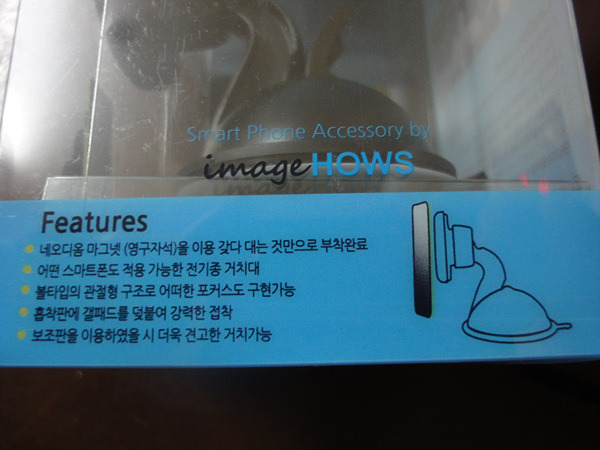 Smart Phone Accessory by
imageHOWS
Features
네오디옴 마그넷 (영구자석)을 이용 갖다 대는 것만으로 부착완료
어떤 스마트폰도 적용 가능한 전기종 거치대
볼타입의 관절형 구조로 어떠한 포커스도 구현가능
흡착판에 갤패드를 덫붙여 강력한 접착
보조판을 이용하였을 시 더욱 견고한 거치가능